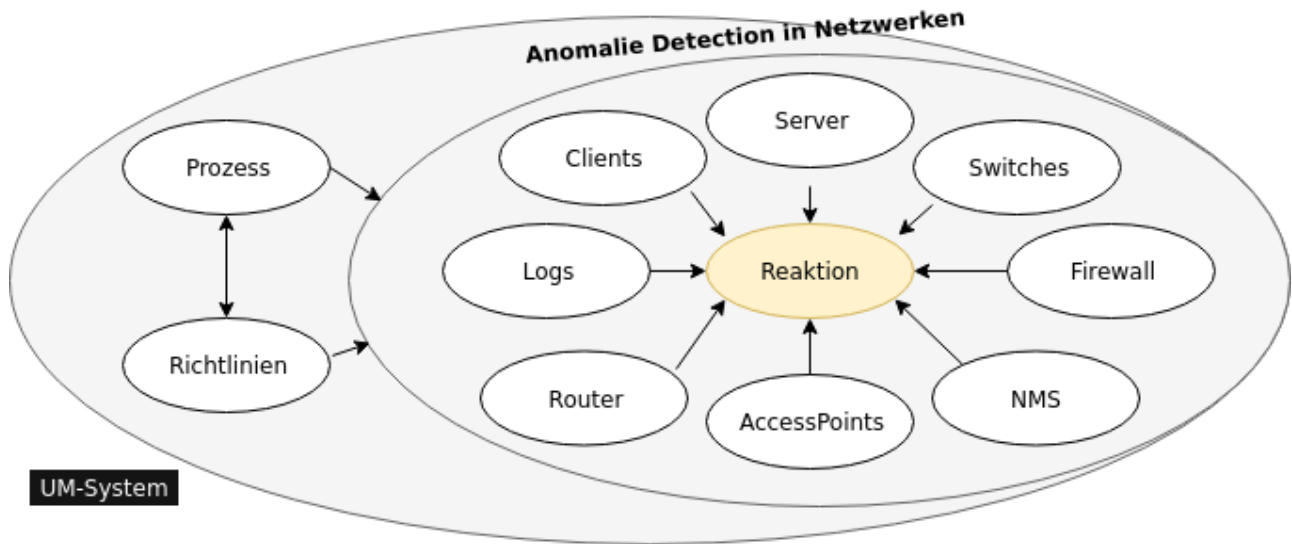 Anomalie Detection in Netzwerken
Server
Clients
Switches
Prozess
Logs
Reaktion
Firewall
Richtlinien
Router
AccessPoints
NMS
UM-System